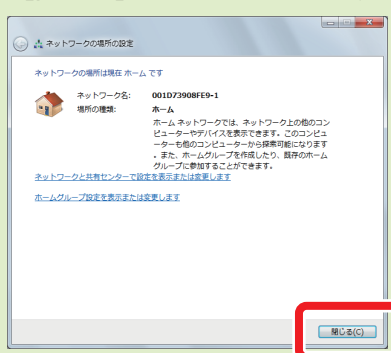 ネットワークの場所の設定
ネットワークの場所は現在 ホーム です
ネットワーク名: 001D73908FE9-1
場所の種類: ホーム
ホーム ネットワークでは、ネットワーク上の他のコン
ピューターやデバイスを表示できます。このコンピュ
ーターも他のコンピューターから探索可能になります
。また、ホームグループを作成したり、既存のホーム
グループに参加することができます。
ネットワークと共有センターで設定を表示または変更します
ホームグループ設定を表示または変更します
閉じる(C)